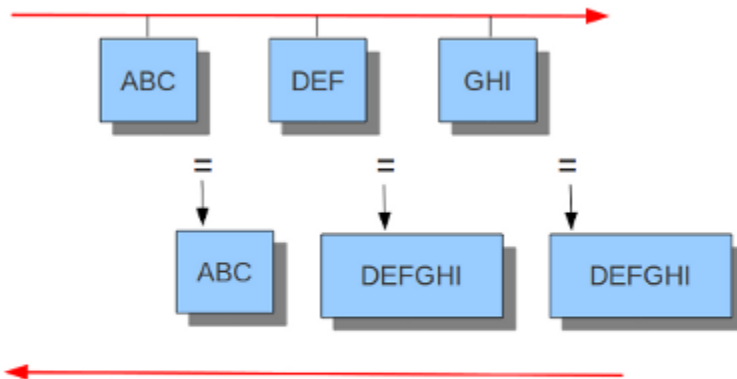 ABC DEF GHI
= = =
ABC DEFGHI DEFGHI